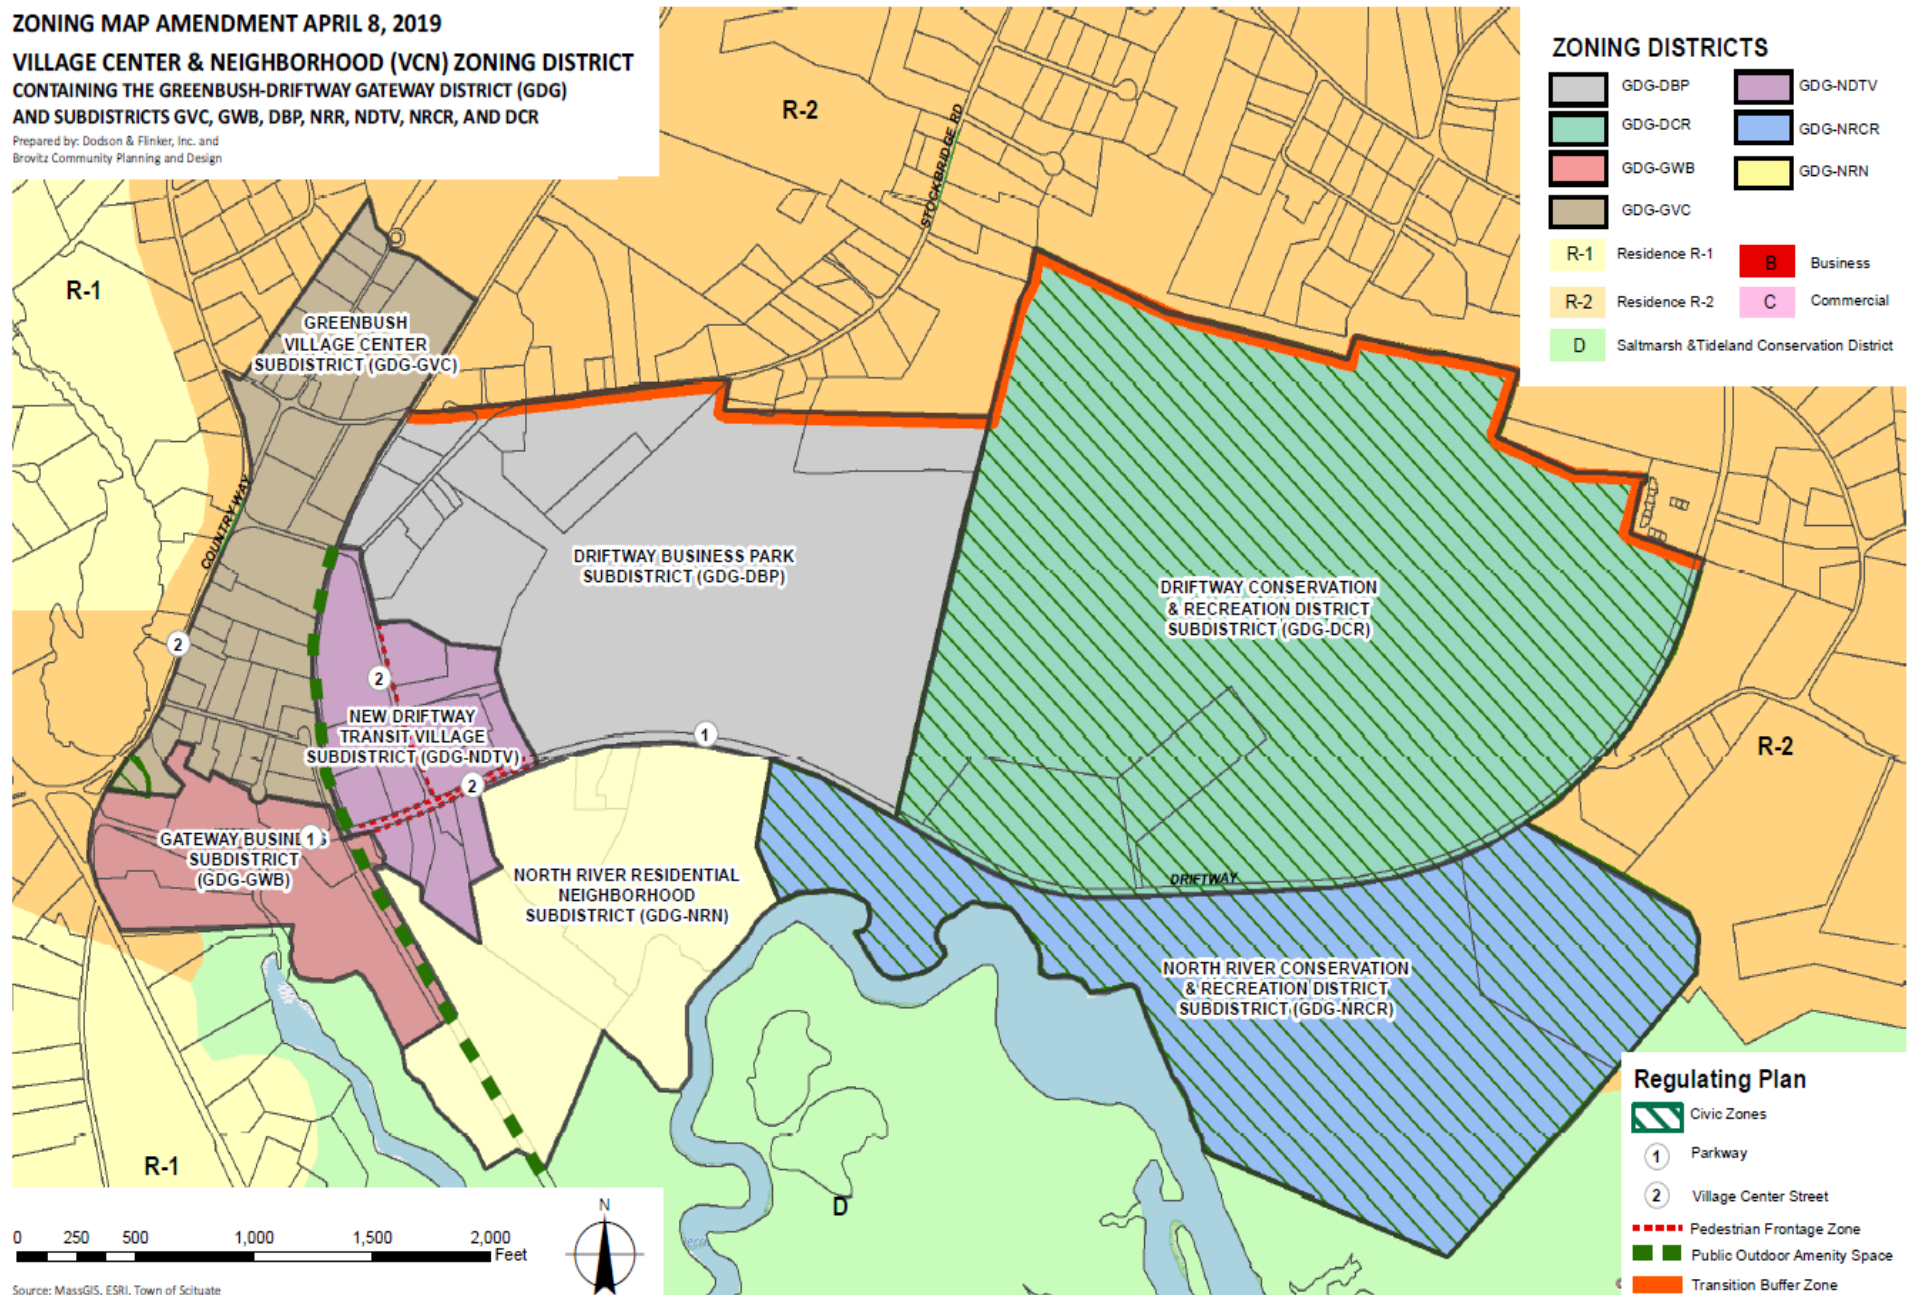 ZONING MAP AMENDMENT APRIL 8, 2019
VILLAGE CENTER & NEIGHBORHOOD (VCN) ZONING DISTRICT
CONTAINING THE GREENBUSH-DRIFTWAY GATEWAY DISTRICT (GDG)
AND SUBDISTRICTS GVC, GWB, DBP, NRR, NDTV, NRCR, AND DCR
Prepared by: Dodson & Flinker, Inc. and
Brovitz Community Planning and Design
ZONING DISTRICTS
GDG-DBP
GDG-NDTV
GDG-DCR
GDG-NRCR
GDG-GWB
GDG-NRN
GDG-GVC
R-1 Residence R-1
B Business
R-2 Residence R-2
C Commercial
D Saltmarsh &Tideland Conservation District
R-2
STOCKBRIDGE RD
R-1
GREENBUSH
VILLAGE CENTER
SUBDISTRICT (GDG-GVC)
COUNTRY WAY
DRIFTWAY BUSINESS PARK
SUBDISTRICT (GDG-DBP)
DRIFTWAY CONSERVATION
& RECREATION DISTRICT
SUBDISTRICT (GDG-DCR)
2
2
NEW DRIFTWAY
TRANSIT VILLAGE
SUBDISTRICT (GDG-NDTV)
1
2
R-2
GATEWAY BUSINESS
1
SUBDISTRICT
(GDG-GWB)
NORTH RIVER RESIDENTIAL
NEIGHBORHOOD
SUBDISTRICT (GDG-NRN)
DRIFTWAY
NORTH RIVER CONSERVATION
& RECREATION DISTRICT
SUBDISTRICT (GDG-NRCR)
R-1
D
Regulating Plan
Civic Zones
1 Parkway
2 Village Center Street
Pedestrian Frontage Zone
Public Outdoor Amenity Space
Transition Buffer Zone
N
0 250 500 1,000 1,500 2,000
Feet
Source: MassGIS, ESRI, Town of Scituate